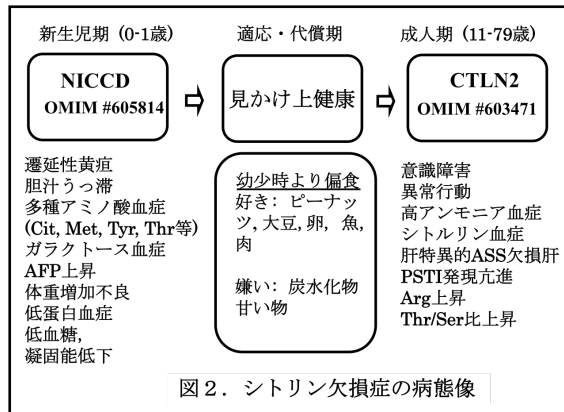 新生児期 (0-1歳)
適応・代償期
成人期 (11-79歳)
NICCD
OMIM #605814
見かけ上健康
CTLN2
OMIM #603471
遷延性黄疸
胆汁うっ滞
多種アミノ酸血症
(Cit, Met, Tyr, Thr等)
ガラクトース血症
AFP上昇
体重増加不良
低蛋白血症
低血糖,
凝固能低下
幼少時より偏食
好き: ピーナッ
ツ, 大豆, 卵, 魚,
肉
嫌い: 炭水化物
甘い物
意識障害
異常行動
高アンモニア血症
シトルリン血症
肝特異的ASS欠損肝
PSTI発現亢進
Arg上昇
Thr/Ser比上昇
図2. シトリン欠損症の病態像